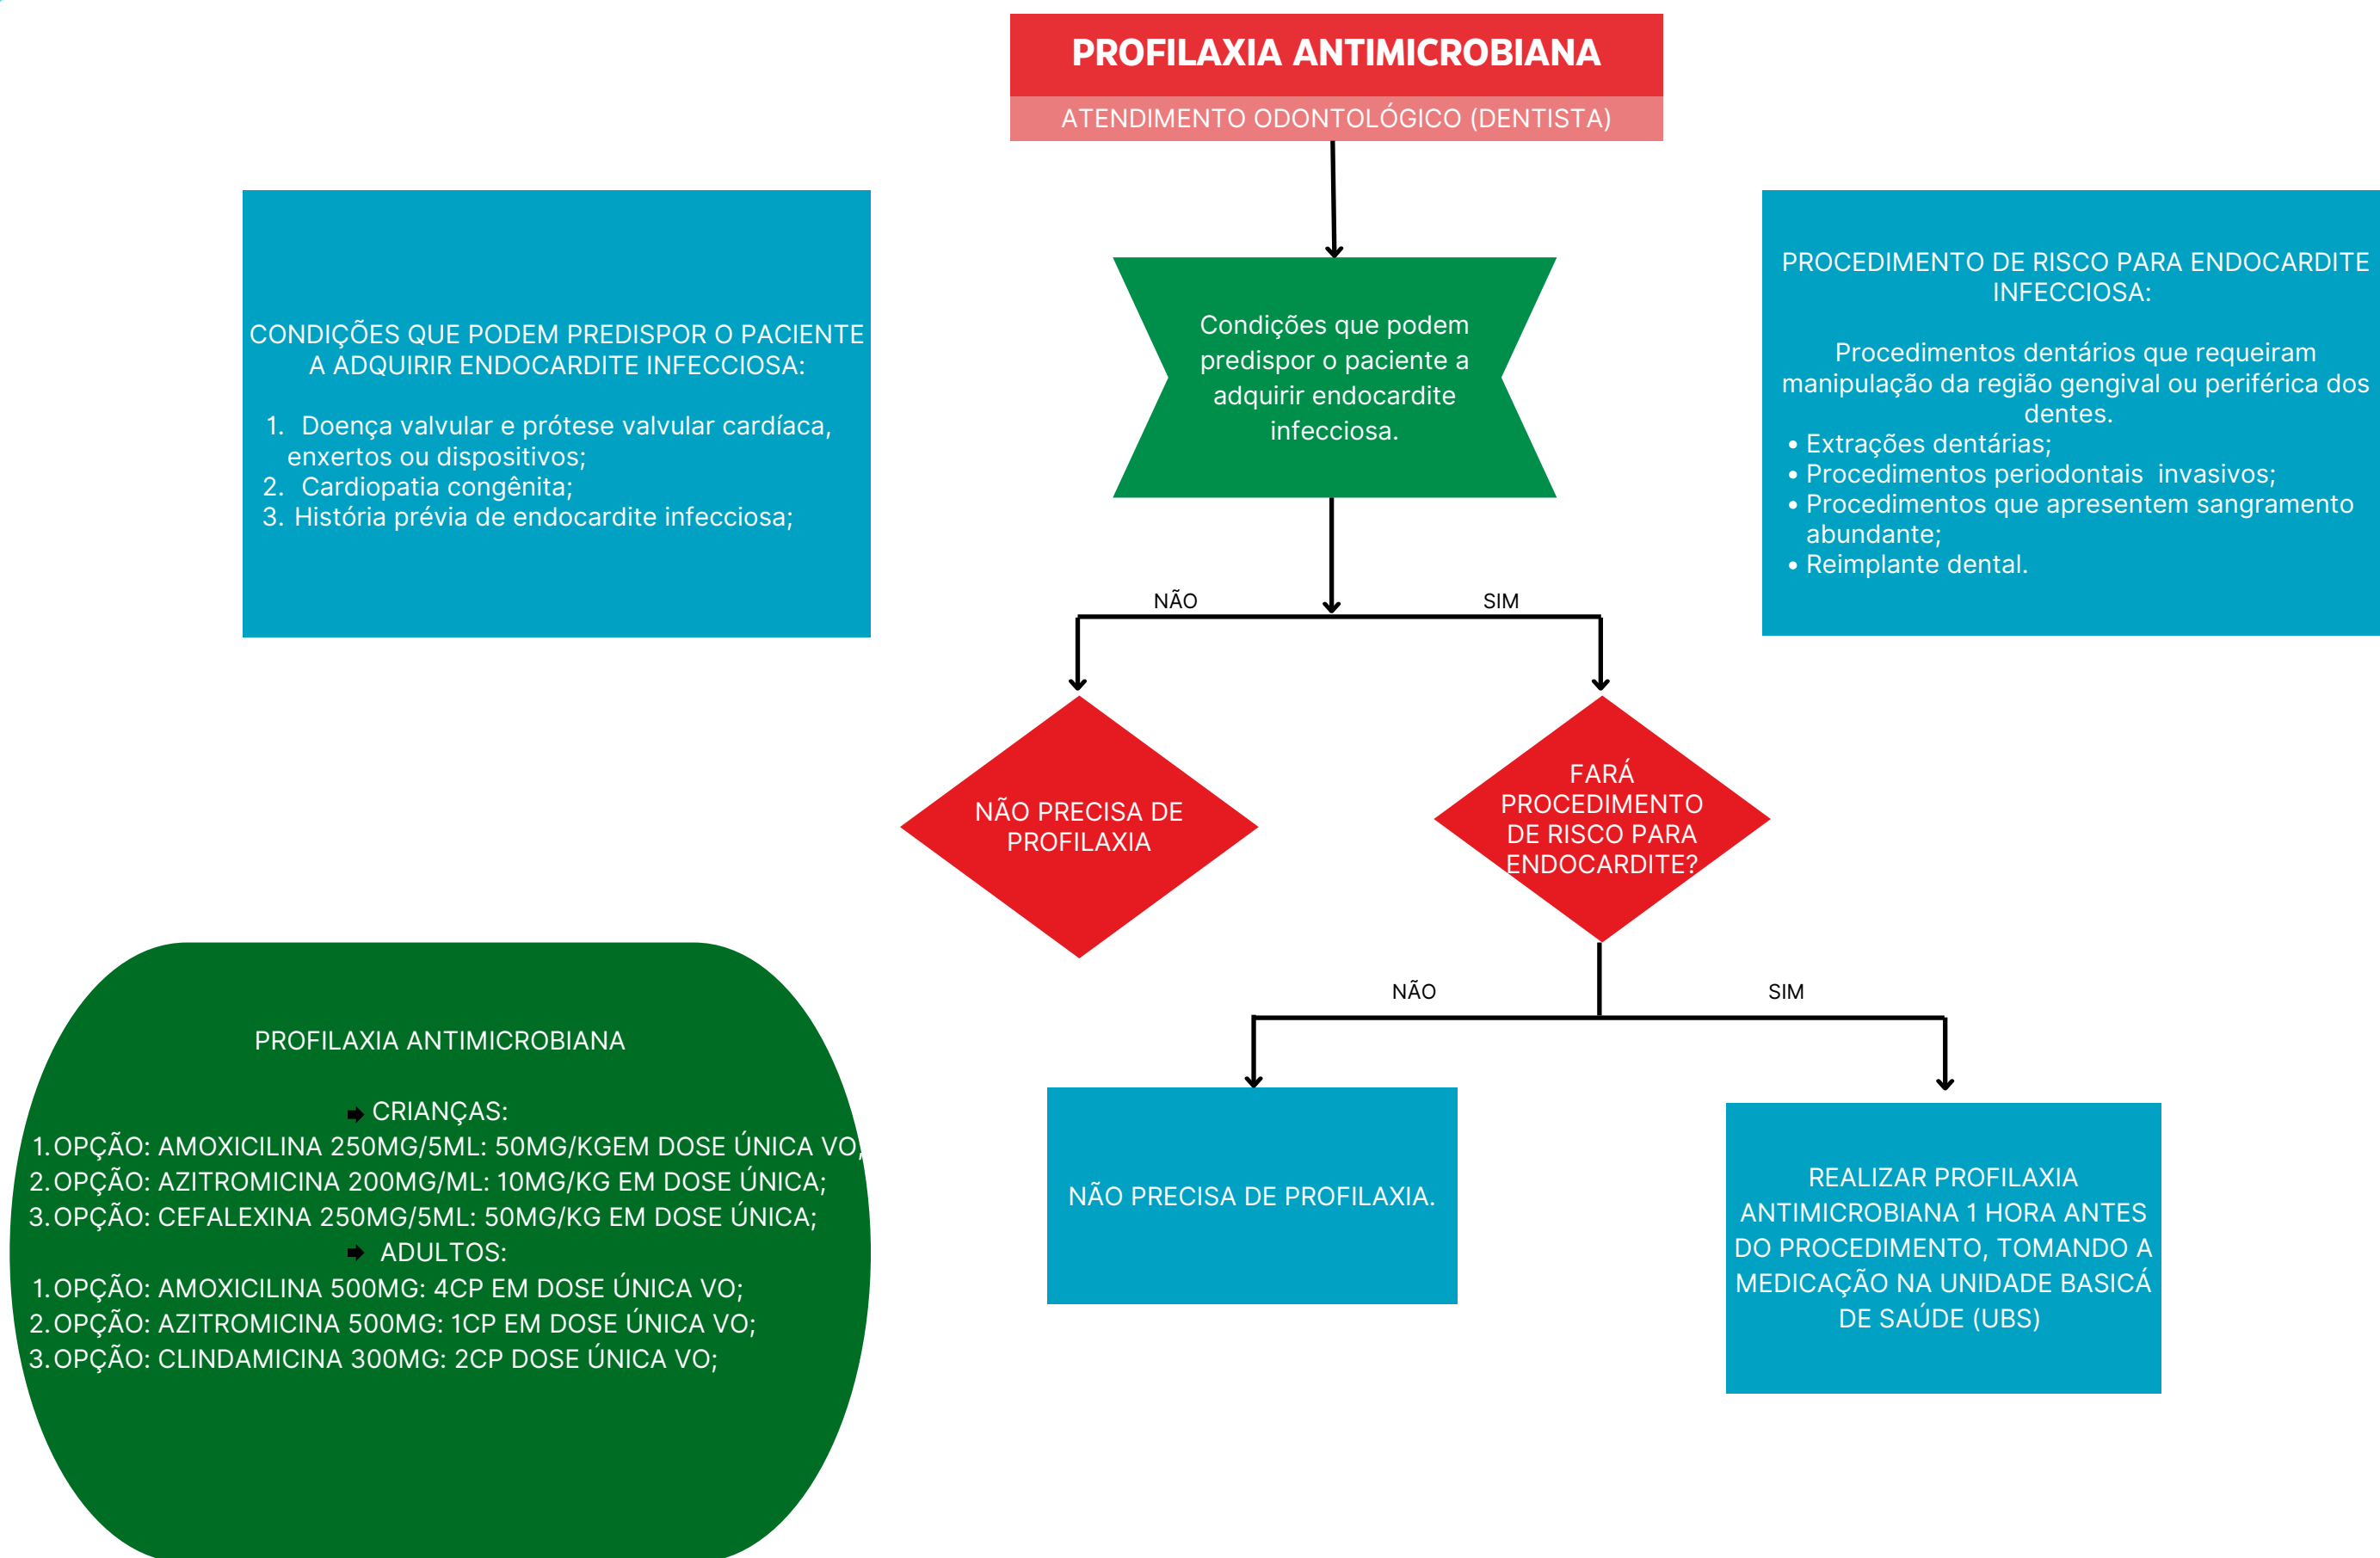 PROFILAXIA ANTIMICROBIANA
ATENDIMENTO ODONTOLÓGICO (DENTISTA)
CONDIÇÕES QUE PODEM PREDISPOR O PACIENTE
A ADQUIRIR ENDOCARDITE INFECCIOSA:
1. Doença valvular e prótese valvular cardíaca,
enxertos ou dispositivos;
2. Cardiopatia congênita;
3. História prévia de endocardite infecciosa;
Condições que podem
predispor o paciente a
adquirir endocardite
infecciosa.
PROCEDIMENTO DE RISCO PARA ENDOCARDITE
INFECCIOSA:
Procedimentos dentários que requeiram
manipulação da região gengival ou periférica dos
dentes.
• Extrações dentárias;
• Procedimentos periodontais invasivos;
• Procedimentos que apresentem sangramento
abundante;
• Reimplante dental.
NÃO
SIM
NÃO PRECISA DE
PROFILAXIA
FARÁ
PROCEDIMENTO
DE RISCO PARA
ENDOCARDITE?
NÃO
SIM
PROFILAXIA ANTIMICROBIANA
CRIANÇAS:
1. OPÇÃO: AMOXICILINA 250MG/5ML: 50MG/KGEM DOSE ÚNICA VO;
2. OPÇÃO: AZITROMICINA 200MG/ML: 10MG/KG EM DOSE ÚNICA;
3. OPÇÃO: CEFALEXINA 250MG/5ML: 50MG/KG EM DOSE ÚNICA;
ADULTOS:
1. OPÇÃO: AMOXICILINA 500MG: 4CP EM DOSE ÚNICA VO;
2. OPÇÃO: AZITROMICINA 500MG: 1CP EM DOSE ÚNICA VO;
3. OPÇÃO: CLINDAMICINA 300MG: 2CP DOSE ÚNICA VO;
NÃO PRECISA DE PROFILAXIA.
REALIZAR PROFILAXIA
ANTIMICROBIANA 1 HORA ANTES
DO PROCEDIMENTO, TOMANDO A
MEDICAÇÃO NA UNIDADE BASICÁ
DE SAÚDE (UBS)